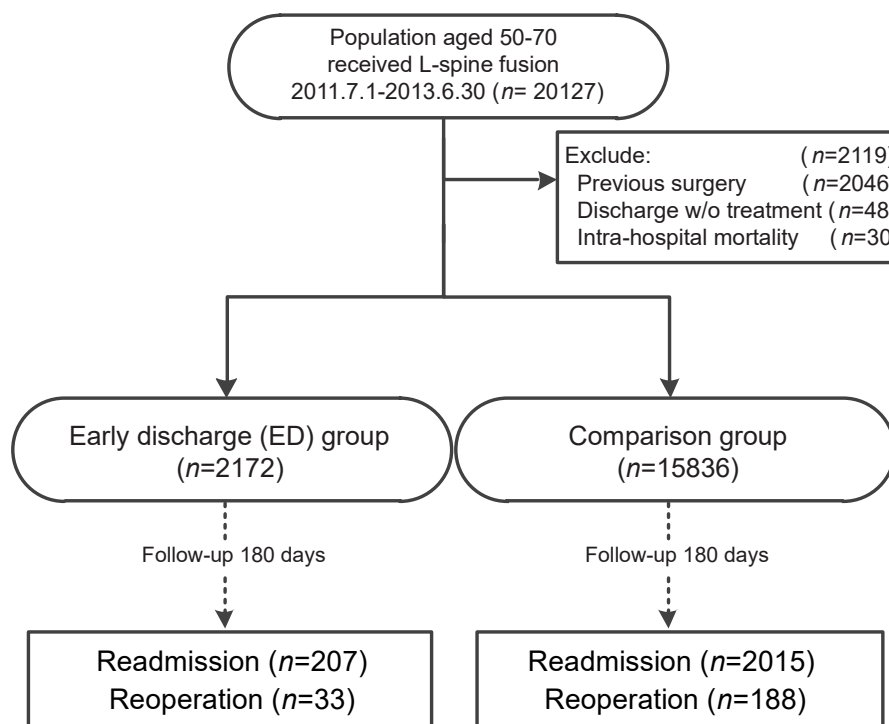 Population aged 50-70
received L-spine fusion
2011.7.1-2013.6.30 (n= 20127)
Exclude: (n=2119)
Previous surgery (n=2046
Discharge w/o treatment (n=48
Intra-hospital mortality (n=30
Early discharge (ED) group
(n=2172)
Comparison group
(n=15836)
Follow-up 180 days
Follow-up 180 days
Readmission (n=207)
Reoperation (n=33)
Readmission (n=2015)
Reoperation (n=188)